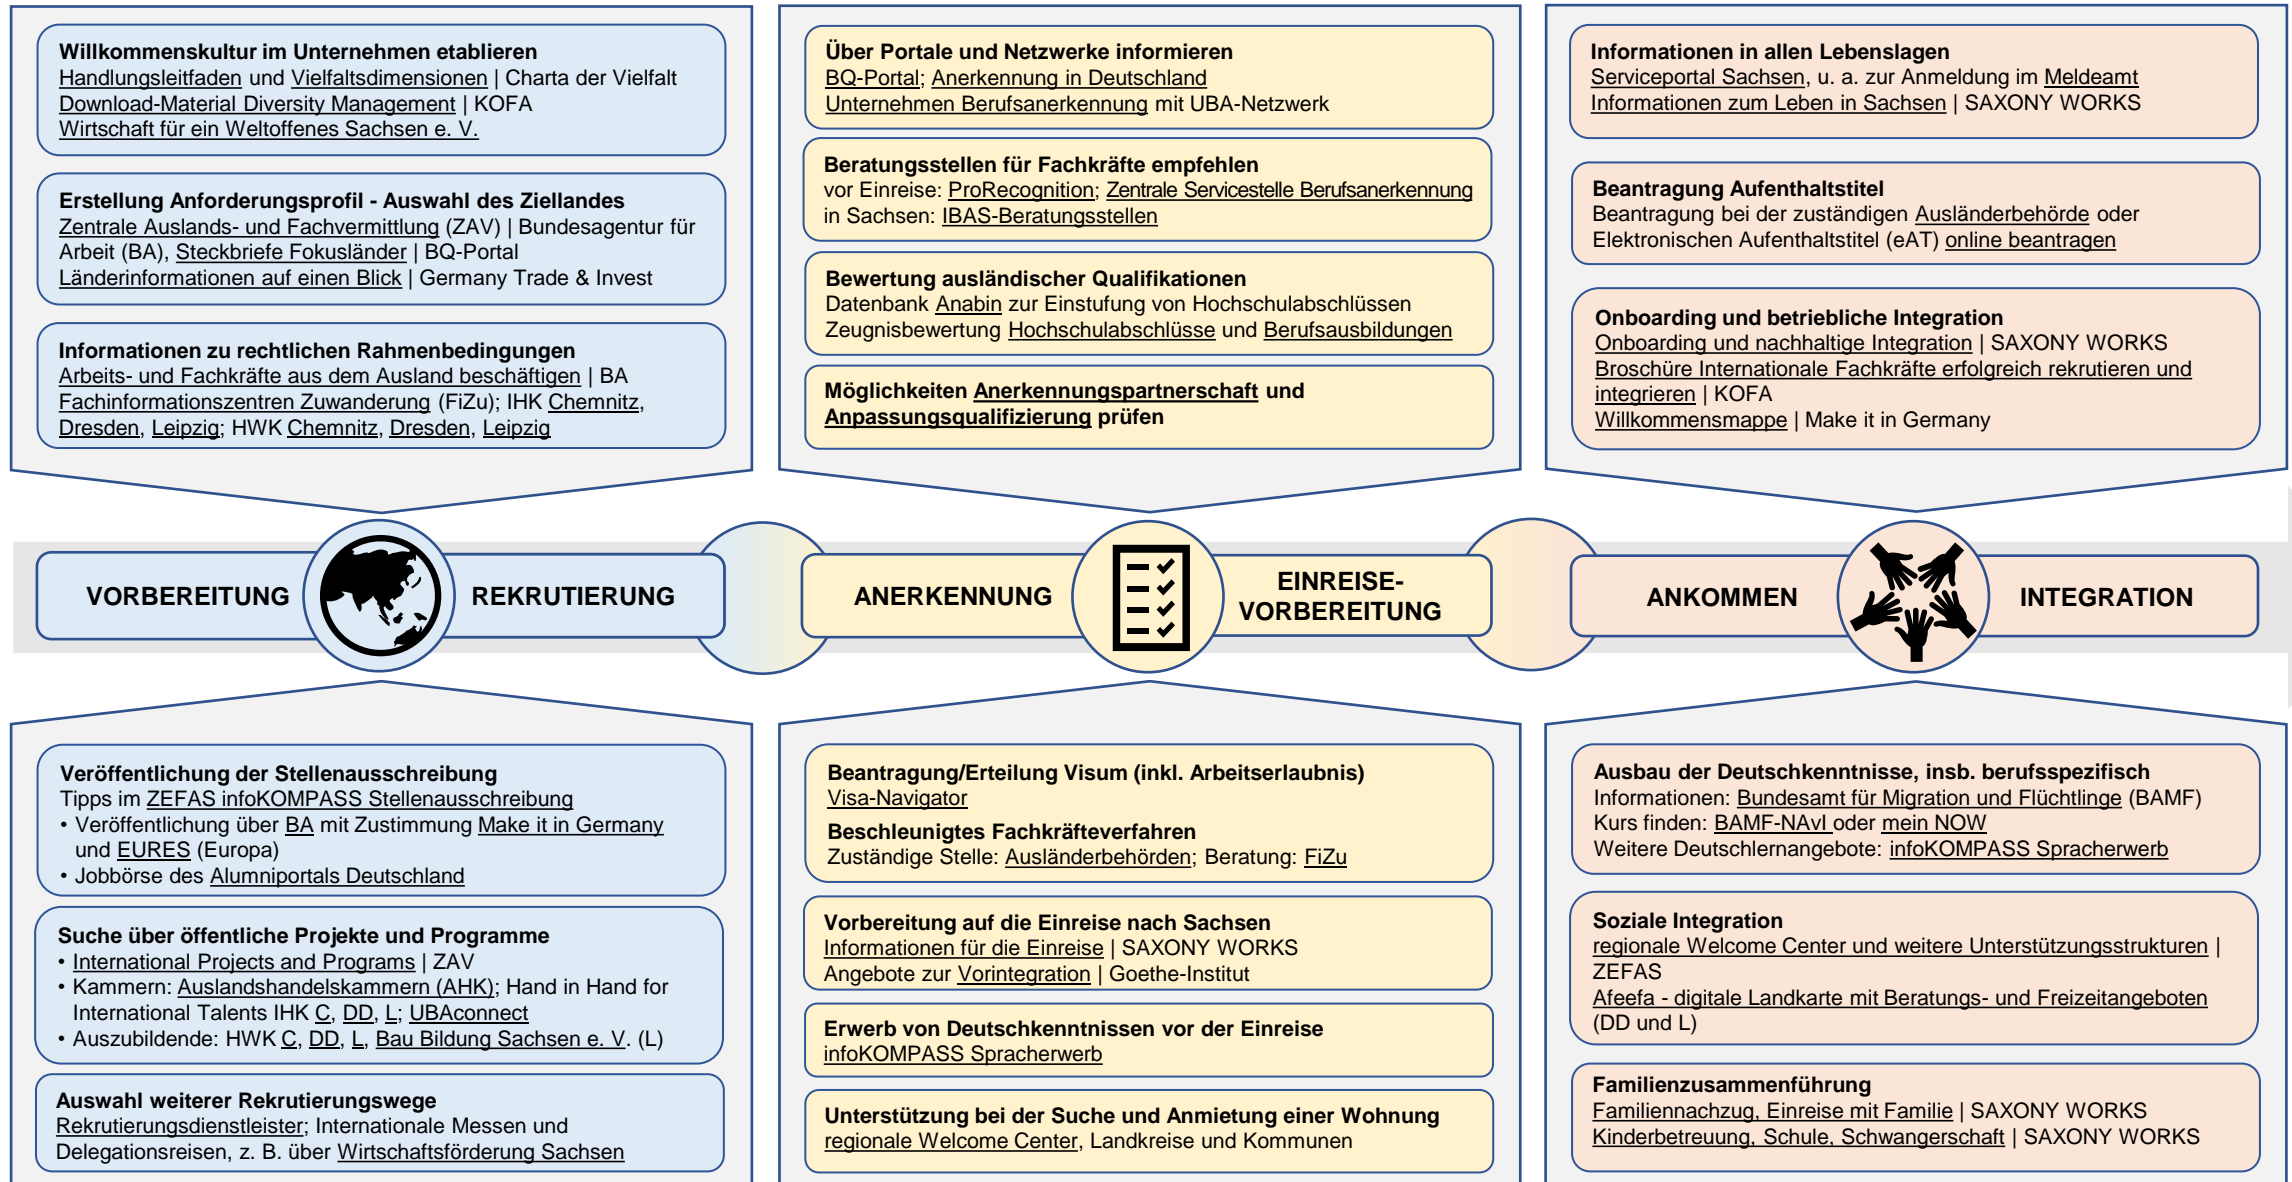 Willkommenskultur im Unternehmen etablieren
Handlungsleitfaden und Vielfaltsdimensionen | Charta der Vielfalt
Download-Material Diversity Management | KOFA
Wirtschaft für ein Weltoffenes Sachsen e. V.
Erstellung Anforderungsprofil - Auswahl des Ziellandes
Zentrale Auslands- und Fachvermittlung (ZAV) | Bundesagentur für
Arbeit (BA), Steckbriefe Fokusländer | BQ-Portal
Länderinformationen auf einen Blick | Germany Trade & Invest
Informationen zu rechtlichen Rahmenbedingungen
Arbeits- und Fachkräfte aus dem Ausland beschäftigen | BA
Fachinformationszentren Zuwanderung (FiZu); IHK Chemnitz,
Dresden, Leipzig; HWK Chemnitz, Dresden, Leipzig
Über Portale und Netzwerke informieren
BQ-Portal; Anerkennung in Deutschland
Unternehmen Berufsanerkennung mit UBA-Netzwerk
Beratungsstellen für Fachkräfte empfehlen
vor Einreise: ProRecognition; Zentrale Servicestelle Berufsanerkennung
in Sachsen: IBAS-Beratungsstellen
Bewertung ausländischer Qualifikationen
Datenbank Anabin zur Einstufung von Hochschulabschlüssen
Zeugnisbewertung Hochschulabschlüsse und Berufsausbildungen
Möglichkeiten Anerkennungspartnerschaft und
Anpassungsqualifizierung prüfen
Informationen in allen Lebenslagen
Serviceportal Sachsen, u. a. zur Anmeldung im Meldeamt
Informationen zum Leben in Sachsen | SAXONY WORKS
Beantragung Aufenthaltstitel
Beantragung bei der zuständigen Ausländerbehörde oder
Elektronischen Aufenthaltstitel (eAT) online beantragen
Onboarding und betriebliche Integration
Onboarding und nachhaltige Integration | SAXONY WORKS
Broschüre Internationale Fachkräfte erfolgreich rekrutieren und
integrieren | KOFA
Willkommensmappe | Make it in Germany
VORBEREITUNG
REKRUTIERUNG
ANERKENNUNG
EINREISE-
VORBEREITUNG
ANKOMMEN
INTEGRATION
Veröffentlichung der Stellenausschreibung
Tipps im ZEFAS infoKOMPASS Stellenausschreibung
• Veröffentlichung über BA mit Zustimmung Make it in Germany
und EURES (Europa)
• Jobbörse des Alumniportals Deutschland
Suche über öffentliche Projekte und Programme
• International Projects and Programs | ZAV
• Kammern: Auslandshandelskammern (AHK); Hand in Hand for
International Talents IHK C, DD, L; UBAconnect
• Auszubildende: HWK C, DD, L, Bau Bildung Sachsen e. V. (L)
Auswahl weiterer Rekrutierungswege
Rekrutierungsdienstleister; Internationale Messen und
Delegationsreisen, z. B. über Wirtschaftsförderung Sachsen
Beantragung/Erteilung Visum (inkl. Arbeitserlaubnis)
Visa-Navigator
Beschleunigtes Fachkräfteverfahren
Zuständige Stelle: Ausländerbehörden; Beratung: FiZu
Vorbereitung auf die Einreise nach Sachsen
Informationen für die Einreise | SAXONY WORKS
Angebote zur Vorintegration | Goethe-Institut
Erwerb von Deutschkenntnissen vor der Einreise
infoKOMPASS Spracherwerb
Unterstützung bei der Suche und Anmietung einer Wohnung
regionale Welcome Center, Landkreise und Kommunen
Ausbau der Deutschkenntnisse, insb. berufsspezifisch
Informationen: Bundesamt für Migration und Flüchtlinge (BAMF)
Kurs finden: BAMF-NAvI oder mein NOW
Weitere Deutschlernangebote: infoKOMPASS Spracherwerb
Soziale Integration
regionale Welcome Center und weitere Unterstützungsstrukturen |
ZEFAS
Afeefa - digitale Landkarte mit Beratungs- und Freizeitangeboten
(DD und L)
Familienzusammenführung
Familiennachzug, Einreise mit Familie | SAXONY WORKS
Kinderbetreuung, Schule, Schwangerschaft | SAXONY WORKS